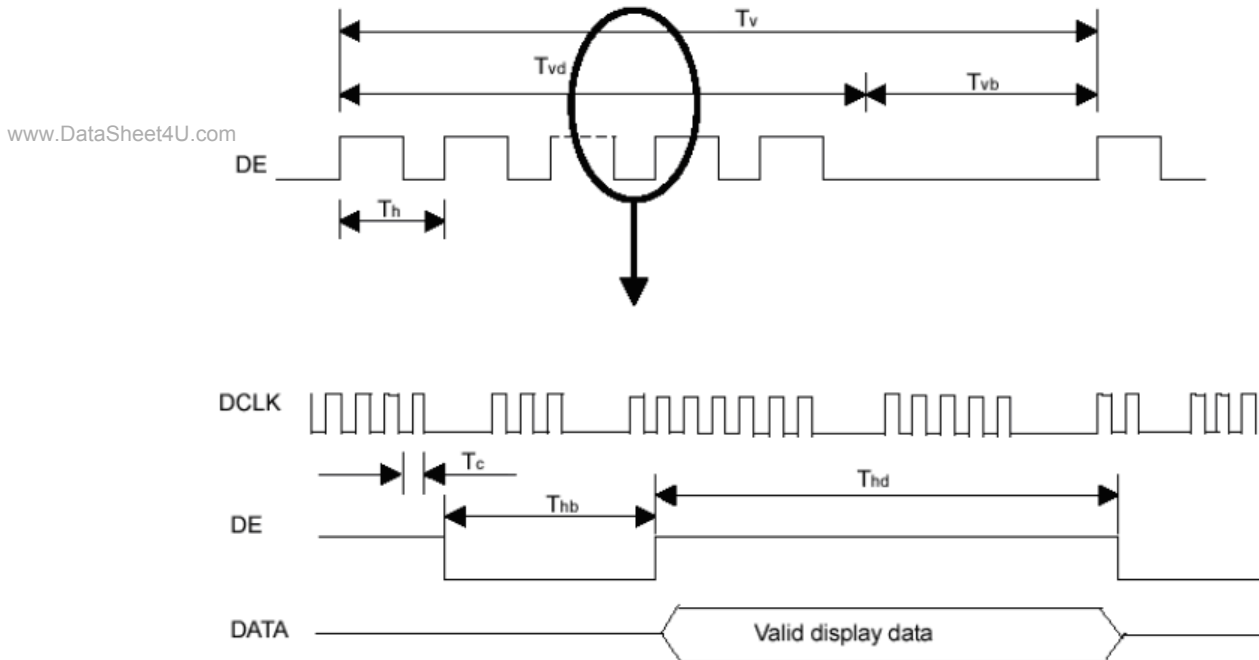 Tv
Tvd
Tvb
www.DataSheet4U.com
DE
Th
DCLK
Tc
Thd
Thb
DE
DATA
Valid display data